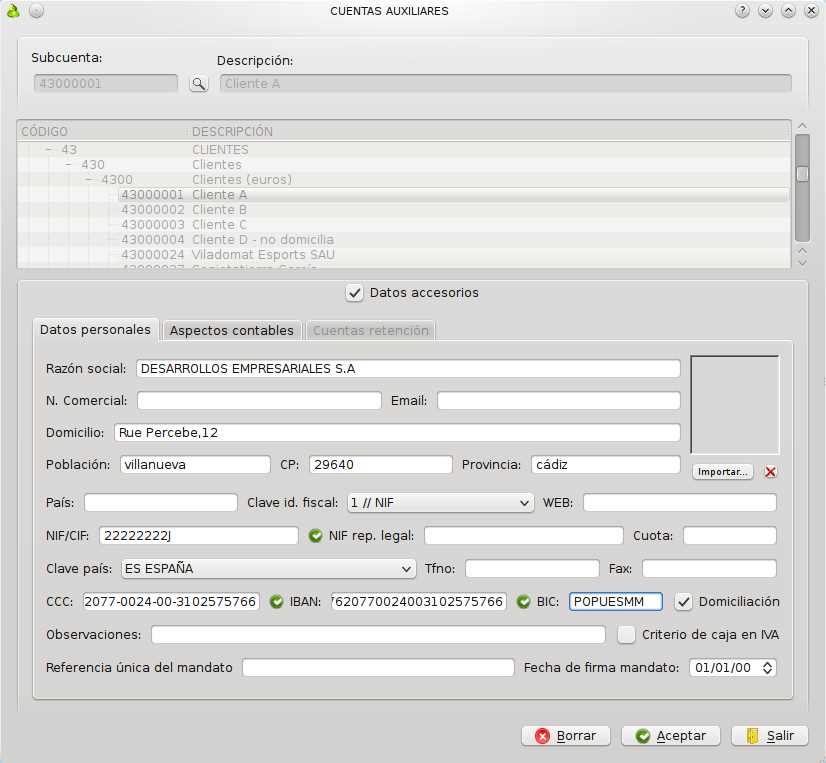 CUENTAS AUXILIARES
Subcuenta:
Descripción:
43000001
Cliente A
CÓDIGO DESCRIPCIÓN
43 CLIENTES
430 Clientes
4300 Clientes (euros)
43000001 Cliente A
43000002 Cliente B
43000003 Cliente C
43000004 Cliente D - no domicilia
43000024 Viladomat Esports SAU
Datos accesorios
Datos personales Aspectos contables Cuentas retención
Razón social: DESARROLLOS EMPRESARIALES S.A
N. Comercial: Email:
Domicilio: Rue Percebe,12
Población: villanueva CP: 29640 Provincia: cádiz
Importar...
País: Clave id. fiscal: 1 // NIF WEB:
NIF/CIF: 22222222J NIF rep. legal: Cuota:
Clave país: ES ESPAÑA Tfno: Fax:
CCC: 2077-0024-00-3102575766 IBAN: 7620770024003102575766 BIC: POPUESMM Domiciliación
Observaciones: Criterio de caja en IVA
Referencia única del mandato Fecha de firma mandato: 01/01/00
Borrar Aceptar Salir